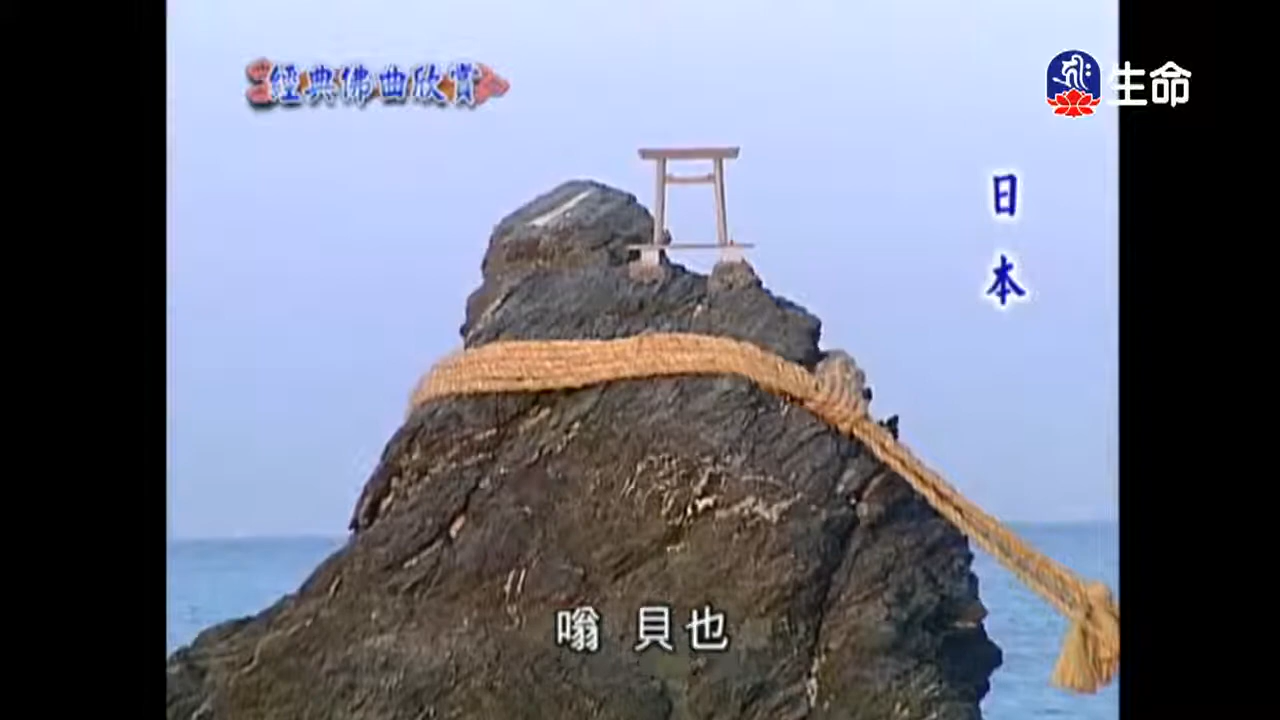 經典佛曲欣賞
生命
日本
嗡 貝也